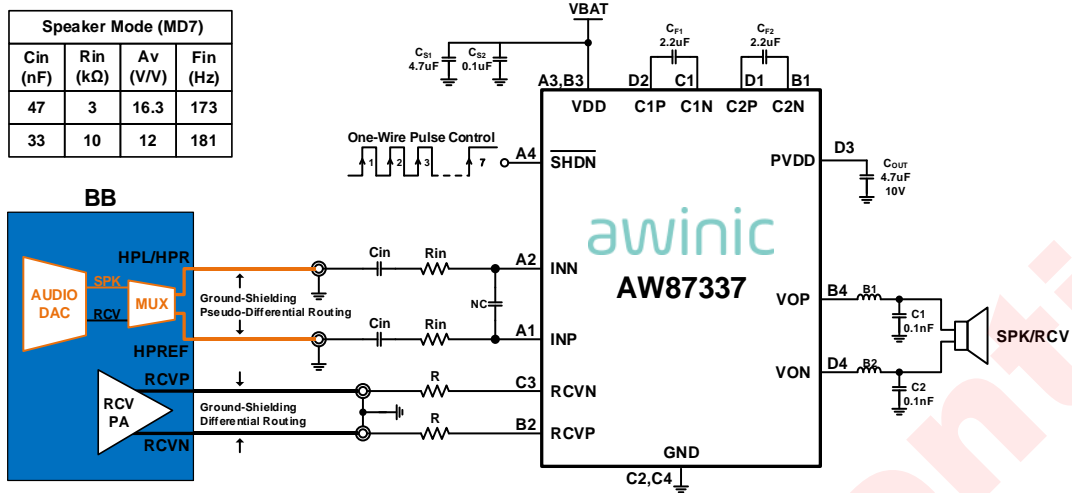 Speaker Mode (MD7)
Cin (nF) Rin (kΩ) Av (V/V) Fin (Hz)
47 3 16.3 173
33 10 12 181
VBAT
CS1 4.7uF
CS2 0.1uF
CF1 2.2uF
CF2 2.2uF
A3,B3 D2 C1 D1 B1
VDD C1P C1N C2P C2N
One-Wire Pulse Control
1 2 3 7
A4
SHDN
D3
PVDD
COUT
4.7uF
10V
BB
awinic
AW87337
AUDIO DAC
SPK
RCV
MUX
HPL/HPR
HPREF
Ground-Shielding
Pseudo-Differential Routing
Cin Rin
A2
INN
NC
Cin Rin
A1
INP
B4
VOP
B1
C1
0.1nF
SPK/RCV
D4
VON
B2
C2
0.1nF
RCV PA
RCVP
RCVN
Ground-Shielding
Differential Routing
R
C3
RCVN
R
B2
RCVP
GND
C2,C4